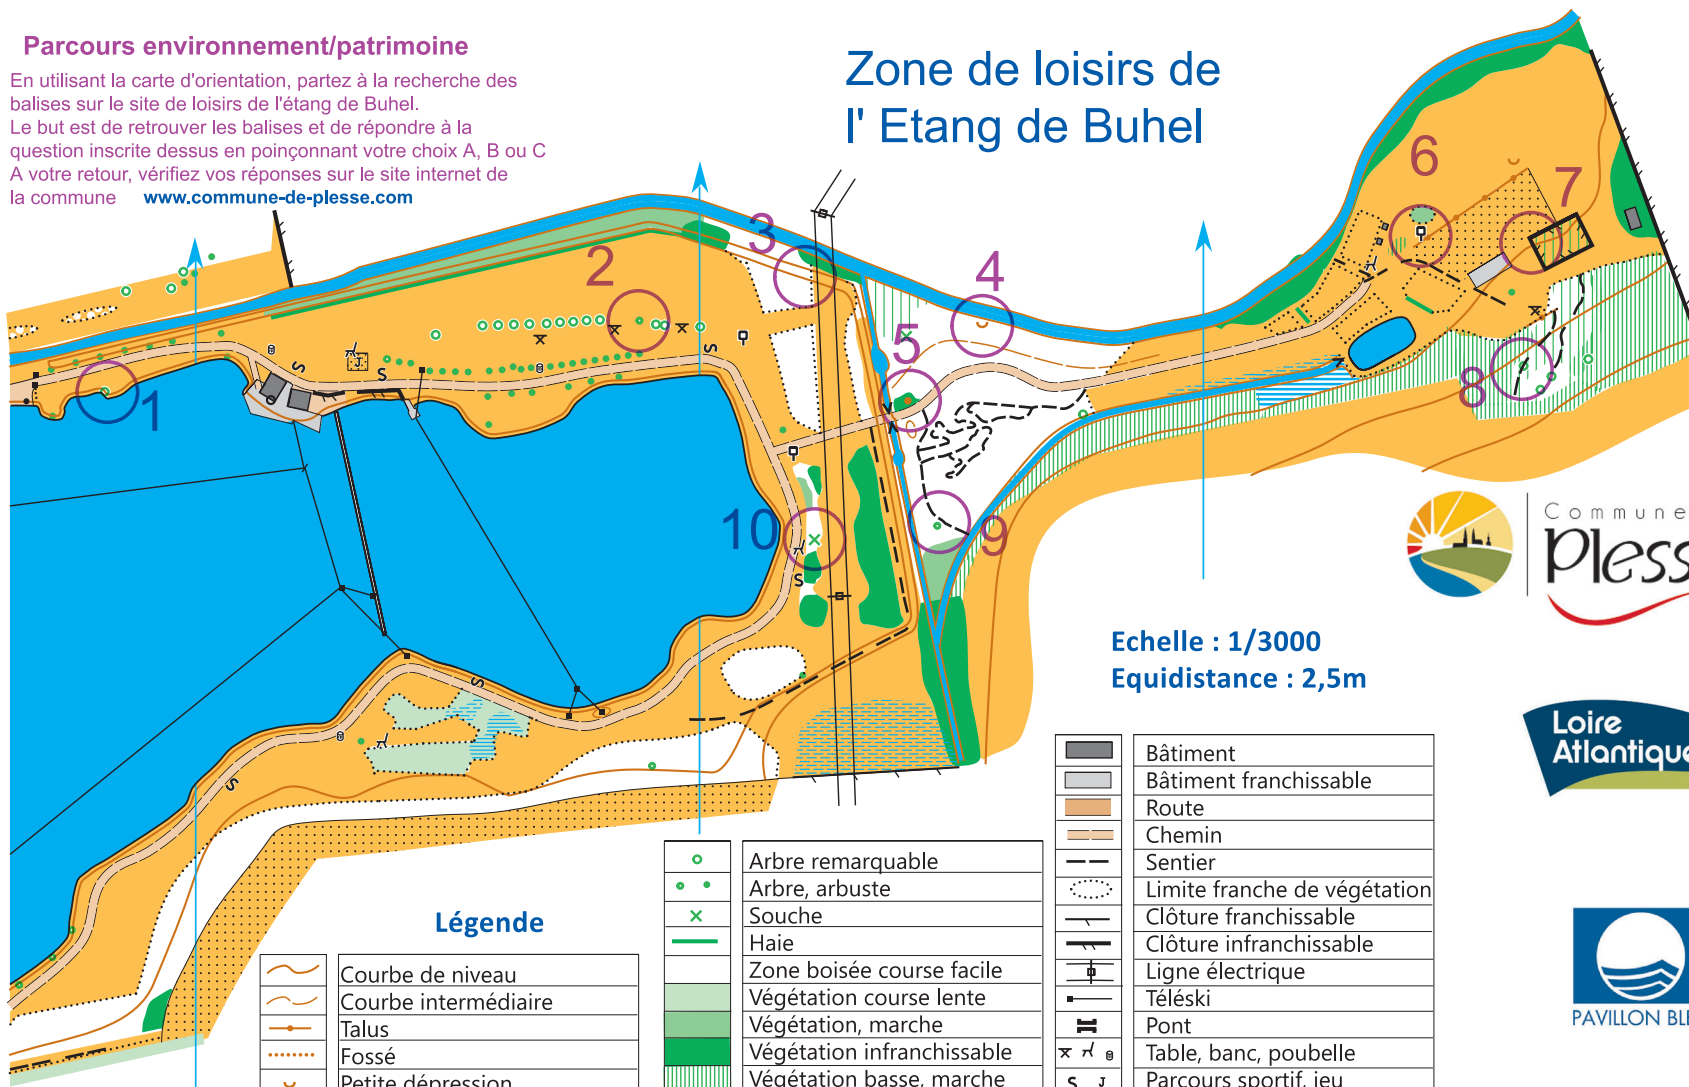 Parcours environnement/patrimoine
En utilisant la carte d'orientation, partez à la recherche des
balises sur le site de loisirs de l'étang de Buhel.
Le but est de retrouver les balises et de répondre à la
question inscrite dessus en poinçonnant votre choix A, B ou C
A votre retour, vérifiez vos réponses sur le site internet de
la commune www.commune-de-plesse.com
Zone de loisirs de
l' Etang de Buhel
1
2
3
4
5
6
7
8
9
10
J
S
S
S
S
S
S
Commune
Pless
Echelle : 1/3000
Equidistance : 2,5m
Loire
Atlantique
PAVILLON BLE
Légende
Courbe de niveau
Courbe intermédiaire
Talus
Fossé
Petite dépression
Arbre remarquable
Arbre, arbuste
Souche
Haie
Zone boisée course facile
Végétation course lente
Végétation, marche
Végétation infranchissable
Végétation basse, marche
Bâtiment
Bâtiment franchissable
Route
Chemin
Sentier
Limite franche de végétation
Clôture franchissable
Clôture infranchissable
Ligne électrique
Téléski
Pont
Table, banc, poubelle
S J Parcours sportif, jeu